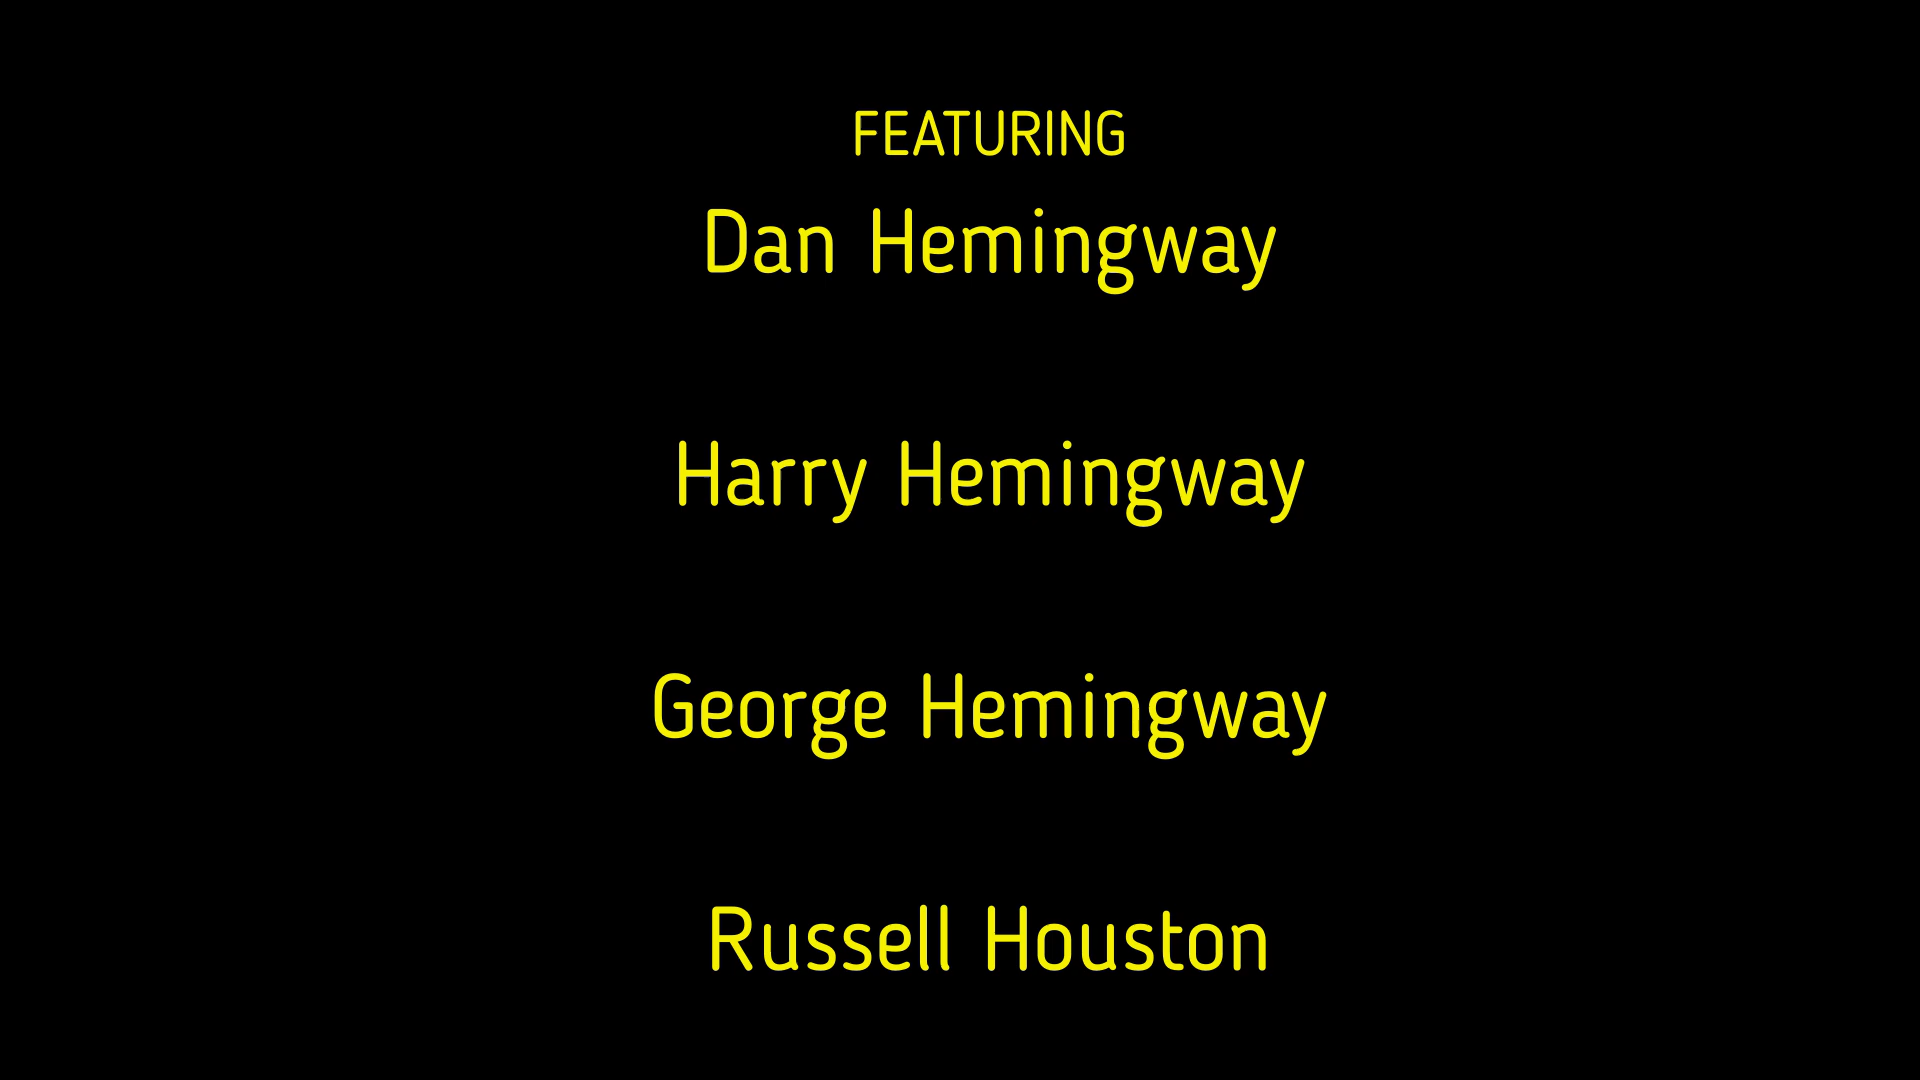 FEATURING
Dan Hemingway
Harry Hemingway
George Hemingway
Russell Houston